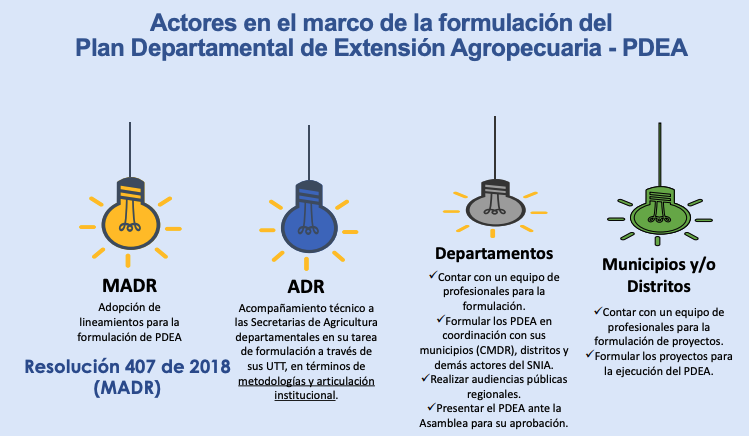 Actores en el marco de la formulación del
Plan Departamental de Extensión Agropecuaria - PDEA
MADR
Adopción de
lineamientos para la
formulación de PDEA
Resolución 407 de 2018
(MADR)
ADR
Acompañamiento técnico a
las Secretarias de Agricultura
departamentales en su tarea
de formulación a través de
sus UTT, en términos de
metodologías y articulación
institucional.
Departamentos
✓Contar con un equipo de
profesionales para la
formulación.
✓Formular los PDEA en
coordinación con sus
municipios (CMDR), distritos y
demás actores del SNIA.
✓Realizar audiencias públicas
regionales.
✓Presentar el PDEA ante la
Asamblea para su aprobación.
Municipios y/o
Distritos
✓Contar con un equipo de
profesionales para la
formulación de proyectos.
✓Formular los proyectos para
la ejecución del PDEA.